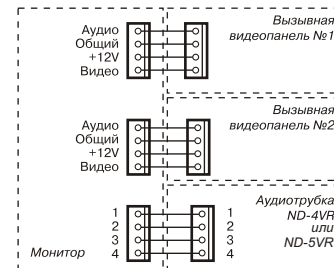 Вызывная
видеопанель №1
Аудио
Общий
+12V
Видео
Вызывная
видеопанель №2
Аудио
Общий
+12V
Видео
Аудиотрубка
ND-4VR
или
ND-5VR
1 1
2 2
3 3
4 4
Монитор